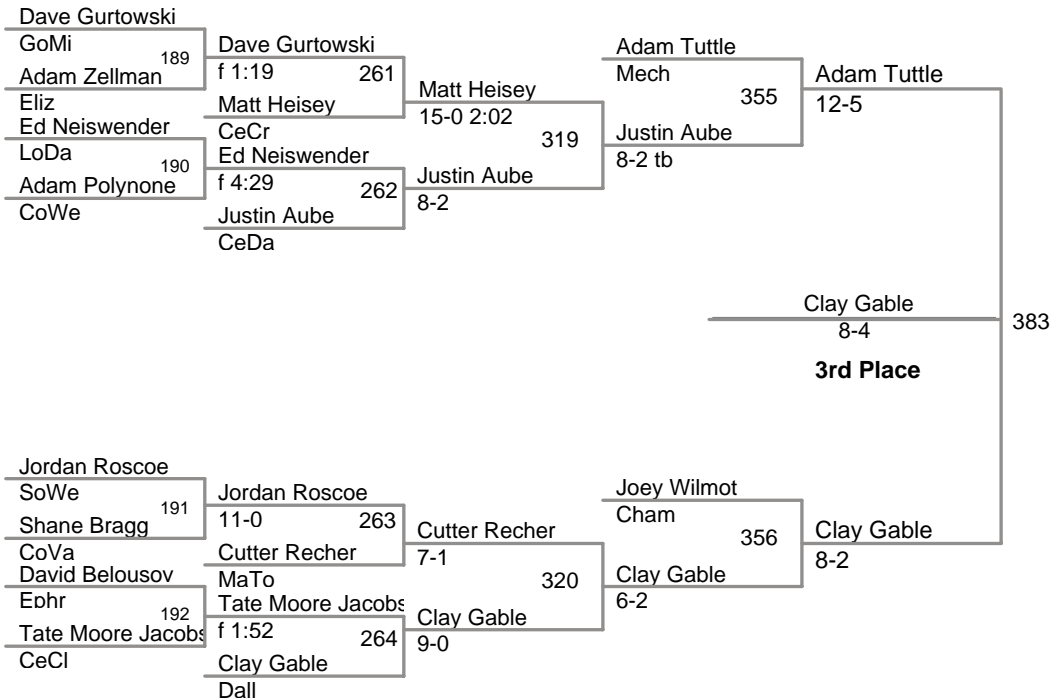 Dave Gurtowski
GoMi
189
Adam Zellman
Eliz
Ed Neiswender
LoDa
190
Adam Polynone
CoWe
Dave Gurtowski
f 1:19
261
Matt Heisey
CeCr
Ed Neiswender
f 4:29
262
Justin Aube
CeDa
Matt Heisey
15-0 2:02
319
Justin Aube
8-2
Adam Tuttle
Mech
355
Justin Aube
8-2 tb
Adam Tuttle
12-5
Clay Gable
8-4
383
3rd Place
Jordan Roscoe
SoWe
191
Shane Bragg
CoVa
David Belousov
Ephr
192
Tate Moore Jacobs
CeCl
Jordan Roscoe
11-0
263
Cutter Recher
MaTo
Tate Moore Jacobs
f 1:52
264
Clay Gable
Dall
Cutter Recher
7-1
320
Clay Gable
9-0
Joey Wilmot
Cham
356
Clay Gable
6-2
Clay Gable
8-2